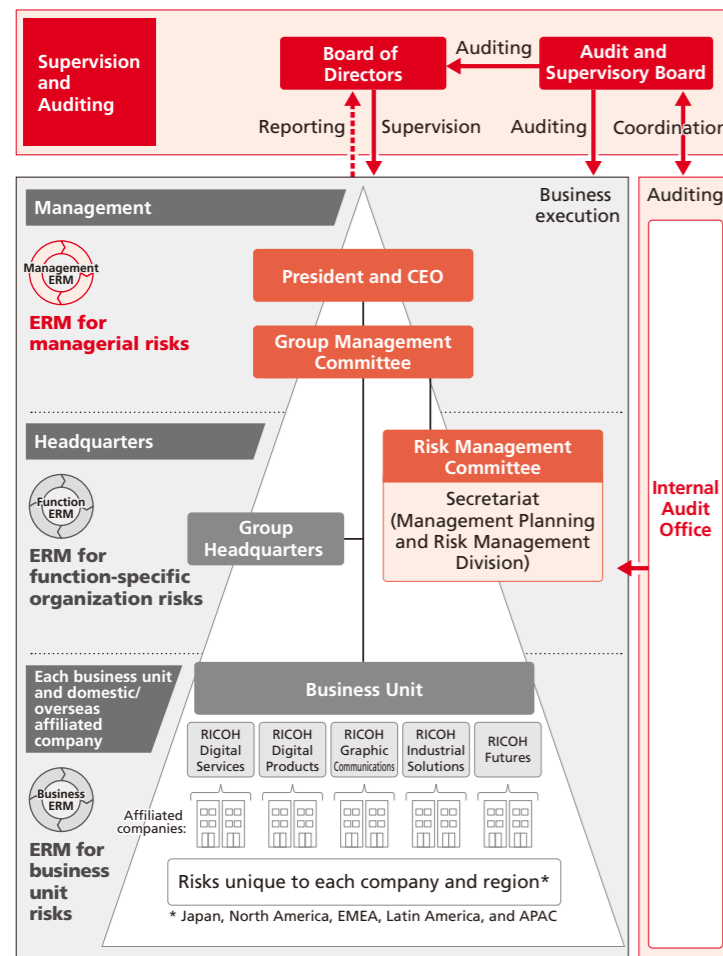 Supervision
and
Auditing
Board of
Directors
Auditing
Audit and
Supervisory Board
Reporting
Supervision
Auditing
Coordination
Management
Business
execution
Auditing
Management
ERM
ERM for
managerial risks
President and CEO
Group Management
Committee
Headquarters
Risk Management
Committee
Secretariat
(Management Planning
and Risk Management
Division)
Function
ERM
ERM for
function-specific
organization risks
Group
Headquarters
Internal
Audit
Office
Each business unit
and domestic/
overseas
affiliated
company
Business Unit
RICOH
Digital
Services
RICOH
Digital
Products
RICOH
Graphic
Communications
RICOH
Industrial
Solutions
RICOH
Futures
Business
ERM
ERM for
business
unit
risks
Affiliated
companies:
Risks unique to each company and region*
* Japan, North America, EMEA, Latin America, and APAC